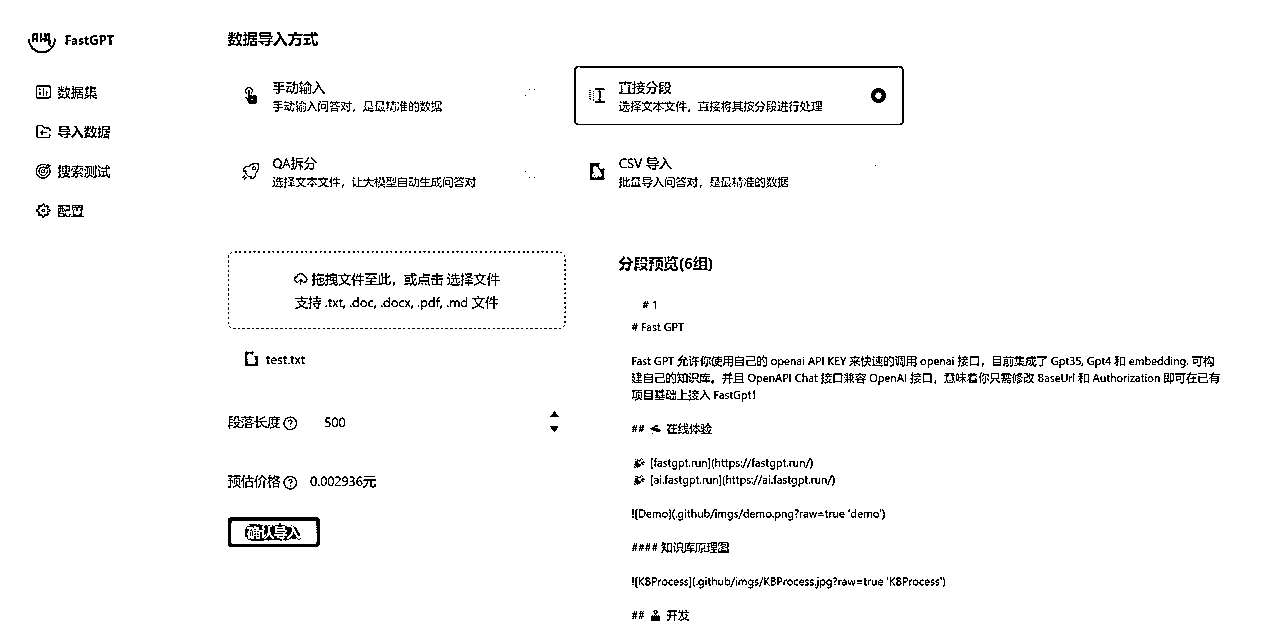 FastGPT
数据集
导入数据
搜索测试
配置
数据导入方式
手动输入
手动输入问答对，是最精准的数据
直接分段
选择文本文件，直接将其按分段进行处理
QA拆分
选择文本文件，让大模型自动生成问答对
CSV 导入
批量导入问答对，是最精准的数据
拖拽文件至此，或点击 选择文件
支持 .txt, .doc, .docx, .pdf, .md 文件
test.txt
段落长度 500
预估价格 0.002936元
确认导入
分段预览(6组)
# 1
# Fast GPT
Fast GPT 允许你使用自己的 openai API KEY 来快速的调用 openai 接口，目前集成了 Gpt35, Gpt4 和 embedding. 可构
建自己的知识库。并且 OpenAPI Chat 接口兼容 OpenAI 接口，意味着你只需修改 BaseUrl 和 Authorization 即可在已有
项目基础上接入 FastGpt!
## 在线体验
[fastgpt.run](https://fastgpt.run/)
[ai.fastgpt.run](https://ai.fastgpt.run/)
![Demo](.github/imgs/demo.png?raw=true 'demo')
#### 知识库原理图
![KBProcess](.github/imgs/KBProcess.jpg?raw=true 'KBProcess')
## 开发